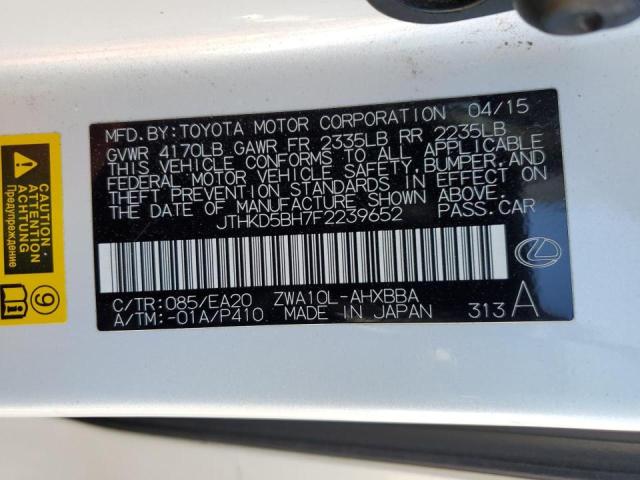 MFD.BY:TOYOTA MOTOR CORPORATION 04/15
GVWR 4170LB GAWR FR 2335LB RR 2235LB
THIS VEHICLE CONFORMS TO ALL APPLICABLE
FEDERAL MOTOR VEHICLE SAFETY,BUMPER,AND
THEFT PREVENTION STANDARDS IN EFFECT ON
THE DATE OF MANUFACTURE SHOWN ABOVE.
JTHKD5BH7F2239652 PASS.CAR
C/TR:085/EA20 ZWA10L-AHXBBA
A/TM:-01A/P410 MADE IN JAPAN 313 A
CAUTION
ATTENTION
ACHTUNG
Предупреждение
9